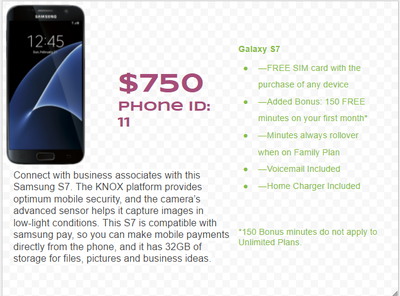 SAMSUNG
12:45
$750
PHONE ID:
11
Connect with business associates with this
Samsung S7. The KNOX platform provides
optimum mobile security, and the camera's
advanced sensor helps it capture images in
low-light conditions. This S7 is compatible with
samsung pay, so you can make mobile payments
directly from the phone, and it has 32GB of
storage for files, pictures and business ideas.
Galaxy S7
● —FREE SIM card with the
purchase of any device
● —Added Bonus: 150 FREE
minutes on your first month*
● —Minutes always rollover
when on Family Plan
● —Voicemail Included
● —Home Charger Included
*150 Bonus minutes do not apply to
Unlimited Plans.